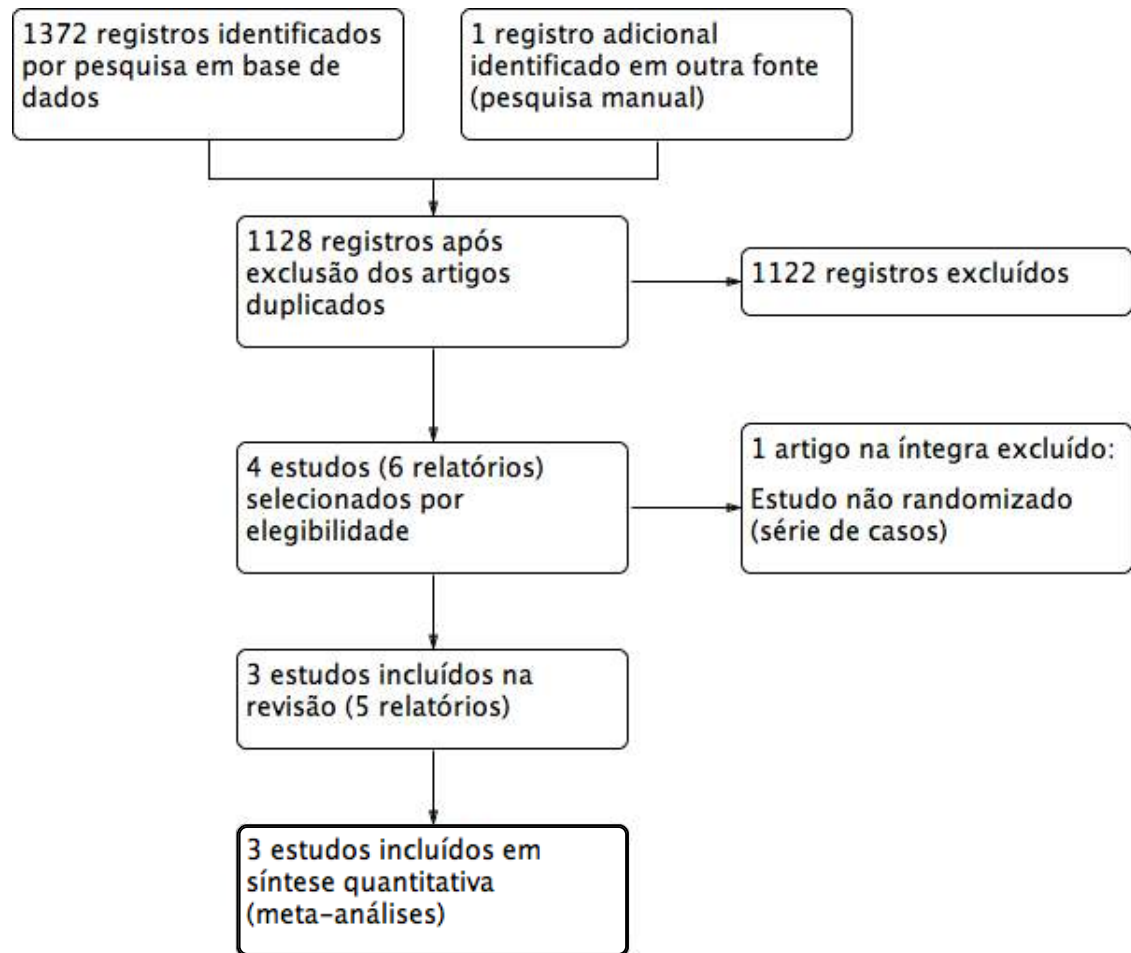 1372 registros identificados
por pesquisa em base de
dados
1 registro adicional
identificado em outra fonte
(pesquisa manual)
1128 registros após
exclusão dos artigos
duplicados
1122 registros excluídos
4 estudos (6 relatórios)
selecionados por
elegibilidade
1 artigo na íntegra excluído:
Estudo não randomizado
(série de casos)
3 estudos incluídos na
revisão (5 relatórios)
3 estudos incluídos em
síntese quantitativa
(meta-análises)